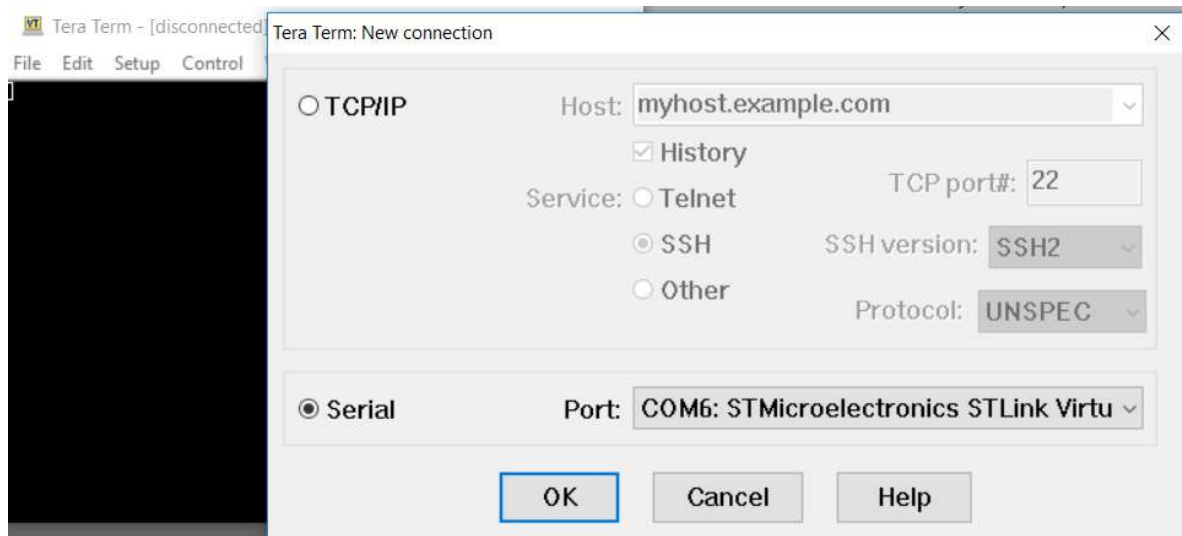 Tera Term - [disconnected]
Tera Term: New connection
File Edit Setup Control
TCP/IP
Host: myhost.example.com
History
Service: Telnet
TCP port#: 22
SSH
SSH version: SSH2
Other
Protocol: UNSPEC
Serial
Port: COM6: STMicroelectronics STLink Virtu
OK Cancel Help